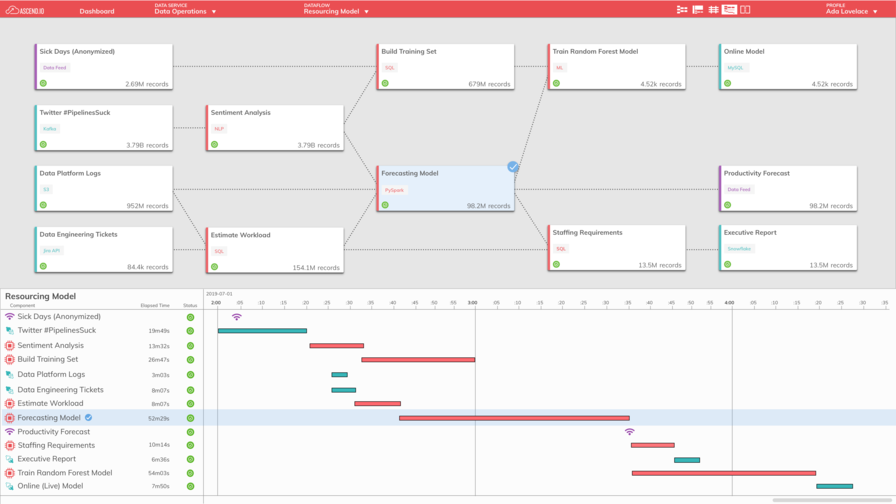 ASCEND.IO
Dashboard
DATA SERVICE
Data Operations
DATAFLOW
Resourcing Model
PROFILE
Ada Lovelace
Sick Days (Anonymized)
Data Feed
2.69M records
Build Training Set
SQL
679M records
Train Random Forest Model
ML
4.52k records
Online Model
MySQL
4.52k records
Twitter #PipelinesSuck
Kafka
3.79B records
Sentiment Analysis
NLP
3.79B records
Data Platform Logs
S3
952M records
Forecasting Model
PySpark
98.2M records
Productivity Forecast
Data Feed
98.2M records
Data Engineering Tickets
Jira API
84.4k records
Estimate Workload
SQL
154.1M records
Staffing Requirements
SQL
13.5M records
Executive Report
Snowflake
13.5M records
Resourcing Model
Component Elapsed Time Status
2019-07-01
2:00 :05 :10 :15 :20 :25 :30 :35 :40 :45 :50 :55 3:00 :05 :10 :15 :20 :25 :30 :35 :40 :45 :50 :55 4:00 :05 :10 :15 :20 :25 :30 :35
Sick Days (Anonymized)
Twitter #PipelinesSuck 19m49s
Sentiment Analysis 13m32s
Build Training Set 26m47s
Data Platform Logs 3m03s
Data Engineering Tickets 8m07s
Estimate Workload 8m07s
Forecasting Model 52m29s
Productivity Forecast
Staffing Requirements 10m14s
Executive Report 6m36s
Train Random Forest Model 54m03s
Online (Live) Model 7m50s